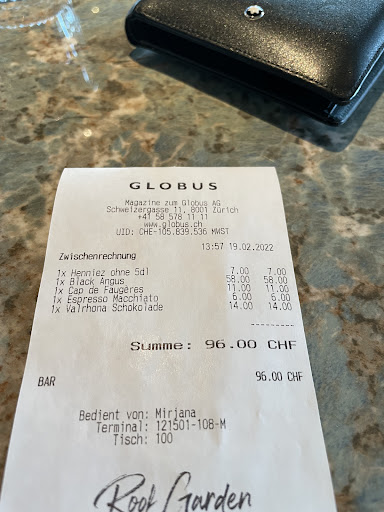 GLOBUS
Magazine zum Globus AG
Schweizergasse 11, 8001 Zürich
+41 58 578 11 11
www.globus.ch
UID: CHE-105.839.536 MWST
13:57 19.02.2022
Zwischenrechnung
1x Henniez ohne 5dl 7.00 7.00
1x Black Angus 58.00 58.00
1x Cap de Faugères 11.00 11.00
1x Espresso Macchiato 6.00 6.00
1x Valrhona Schokolade 14.00 14.00
----------
Summe: 96.00 CHF
BAR 96.00 CHF
Bedient von: Mirjana
Terminal: 121501-108-M
Tisch: 100
Roof Garden